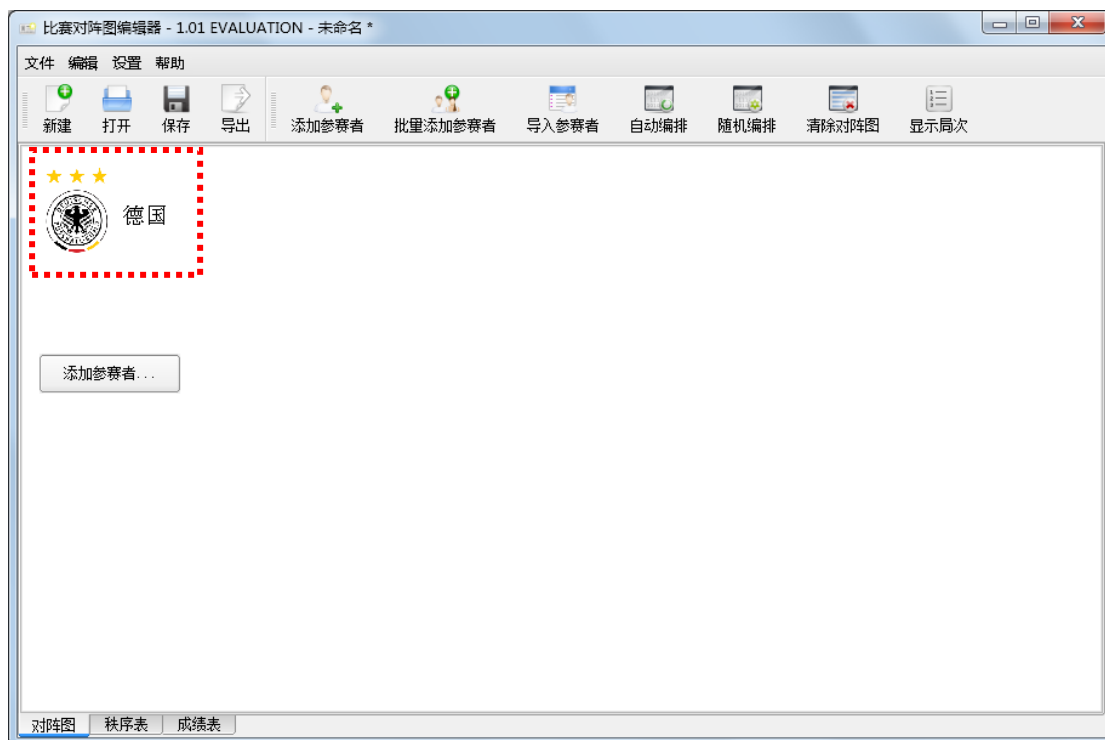 比赛对阵图编辑器 - 1.01 EVALUATION - 未命名 *
文件 编辑 设置 帮助
新建 打开 保存 导出 添加参赛者 批里添加参赛者 导入参赛者 自动编排 随机编排 清除对阵图 显示局次
德国
添加参赛者...
对阵图 秩序表 成绩表